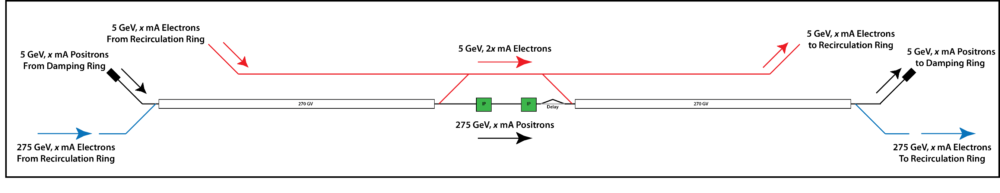 5 GeV, x mA Electrons
From Recirculation Ring
5 GeV, x mA Positrons
From Damping Ring
5 GeV, 2x mA Electrons
5 GeV, x mA Electrons
to Recirculation Ring
5 GeV, x mA Positrons
to Damping Ring
270 GV
IP
IP
Delay
270 GV
275 GeV, x mA Positrons
275 GeV, x mA Electrons
From Recirculation Ring
275 GeV, x mA Electrons
To Recirculation Ring